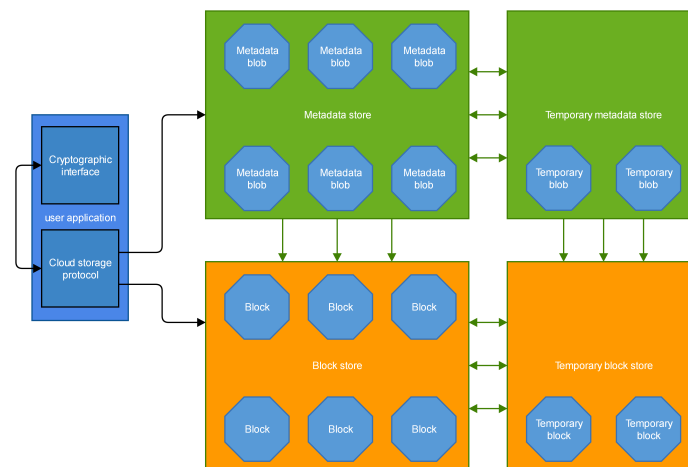 Metadata
blob
Metadata
blob
Metadata
blob
Metadata store
Metadata
blob
Metadata
blob
Metadata
blob
Temporary metadata store
Temporary
blob
Temporary
blob
Cryptographic
interface
user application
Cloud storage
protocol
Block
Block
Block
Block store
Block
Block
Block
Temporary block store
Temporary
block
Temporary
block